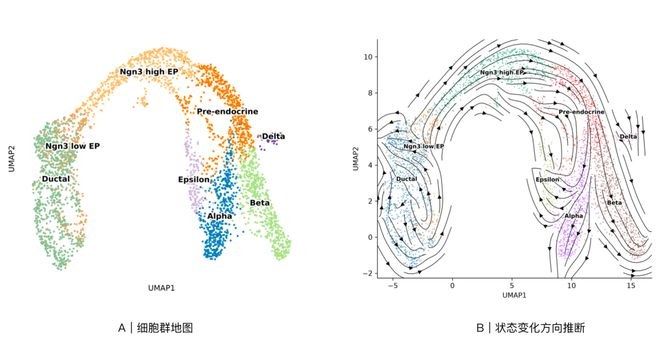 Ngn3 high EP
Pre-endocrine
Delta
Ngn3 low EP
Ductal
Epsilon
Beta
Alpha
UMAP2
UMAP1
A｜细胞群地图
10
8
6
4
2
0
−2
Ngn3 high EP
Pre-endocrine
Delta
Ngn3 low EP
Ductal
Epsilon
Beta
Alpha
UMAP2
−5
0
5
10
15
UMAP1
B｜状态变化方向推断